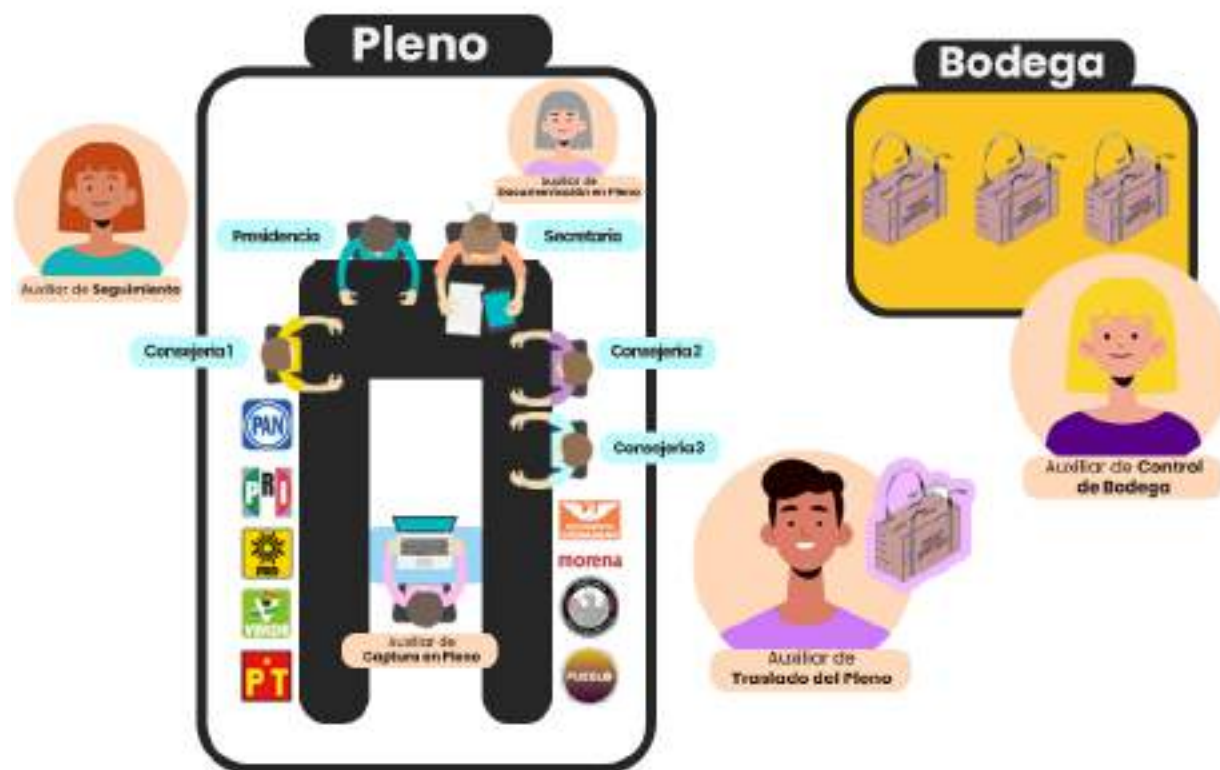 Pleno
Bodega
Auxiliar de
Documentación en Pleno
Presidencia
Secretaría
Auxiliar de Seguimiento
Consejería 1
Consejería 2
Consejería 3
PAN
PRI
PRD
VERDE
PT
morena
PUEBLO
Auxiliar de
Captura en Pleno
Auxiliar de Control
de Bodega
Auxiliar de
Traslado del Pleno